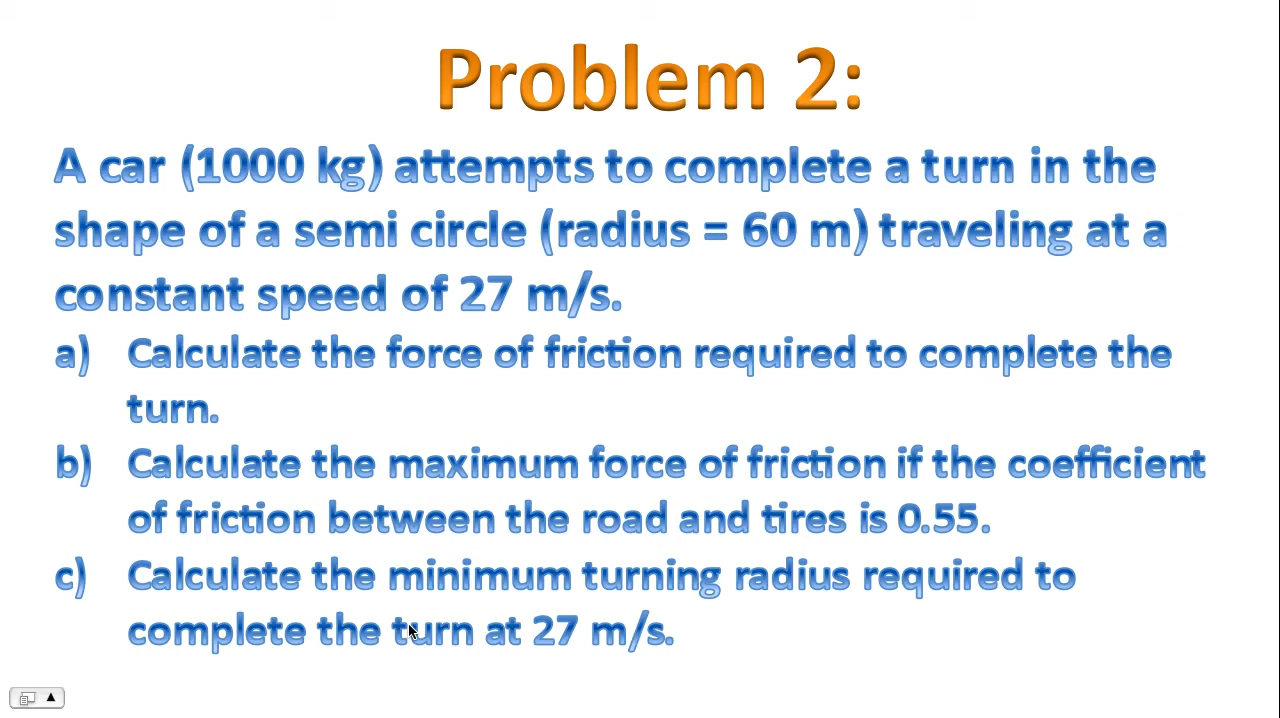 Problem 2:
A car (1000 kg) attempts to complete a turn in the
shape of a semi circle (radius = 60 m) traveling at a
constant speed of 27 m/s.
a) Calculate the force of friction required to complete the
turn.
b) Calculate the maximum force of friction if the coefficient
of friction between the road and tires is 0.55.
c) Calculate the minimum turning radius required to
complete the turn at 27 m/s.